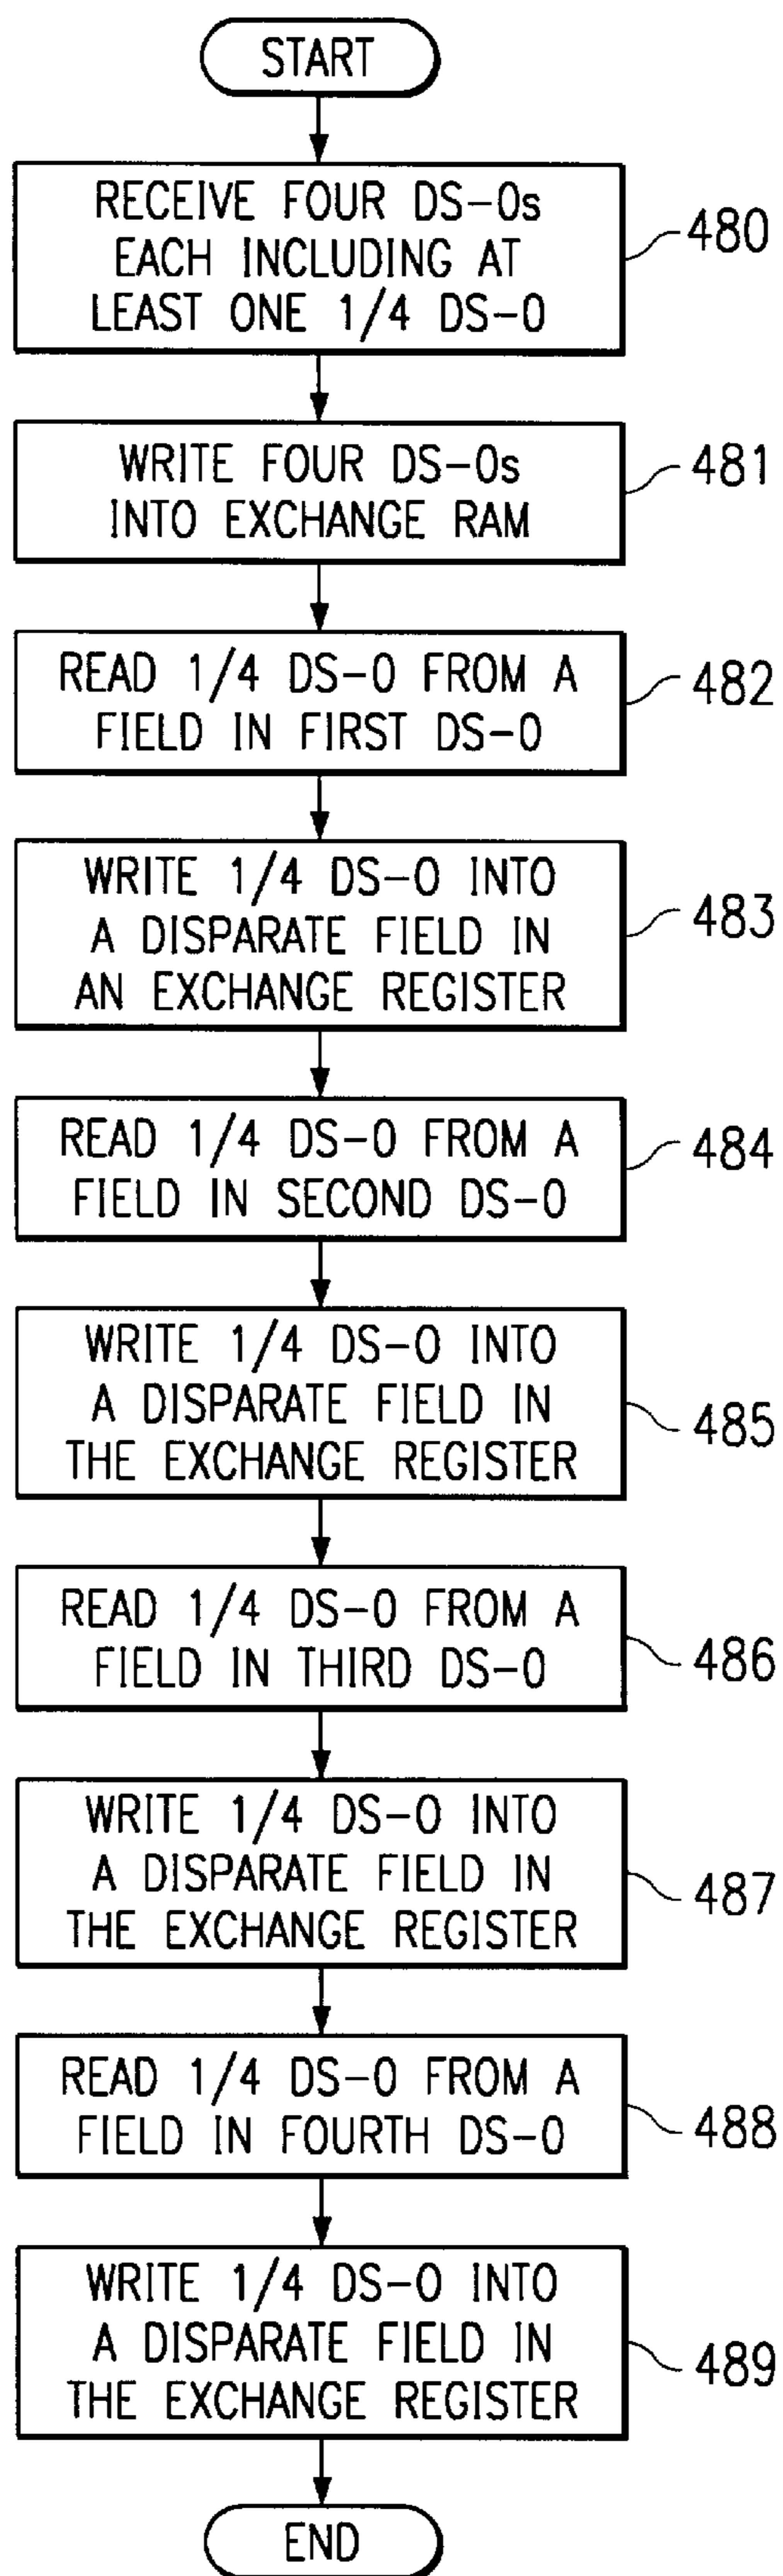 START
RECEIVE FOUR DS-0s
EACH INCLUDING AT
LEAST ONE 1/4 DS-0
480
WRITE FOUR DS-0s
INTO EXCHANGE RAM
481
READ 1/4 DS-0 FROM A
FIELD IN FIRST DS-0
482
WRITE 1/4 DS-0 INTO
A DISPARATE FIELD IN
AN EXCHANGE REGISTER
483
READ 1/4 DS-0 FROM A
FIELD IN SECOND DS-0
484
WRITE 1/4 DS-0 INTO
A DISPARATE FIELD IN
THE EXCHANGE REGISTER
485
READ 1/4 DS-0 FROM A
FIELD IN THIRD DS-0
486
WRITE 1/4 DS-0 INTO
A DISPARATE FIELD IN
THE EXCHANGE REGISTER
487
READ 1/4 DS-0 FROM A
FIELD IN FOURTH DS-0
488
WRITE 1/4 DS-0 INTO
A DISPARATE FIELD IN
THE EXCHANGE REGISTER
489
END